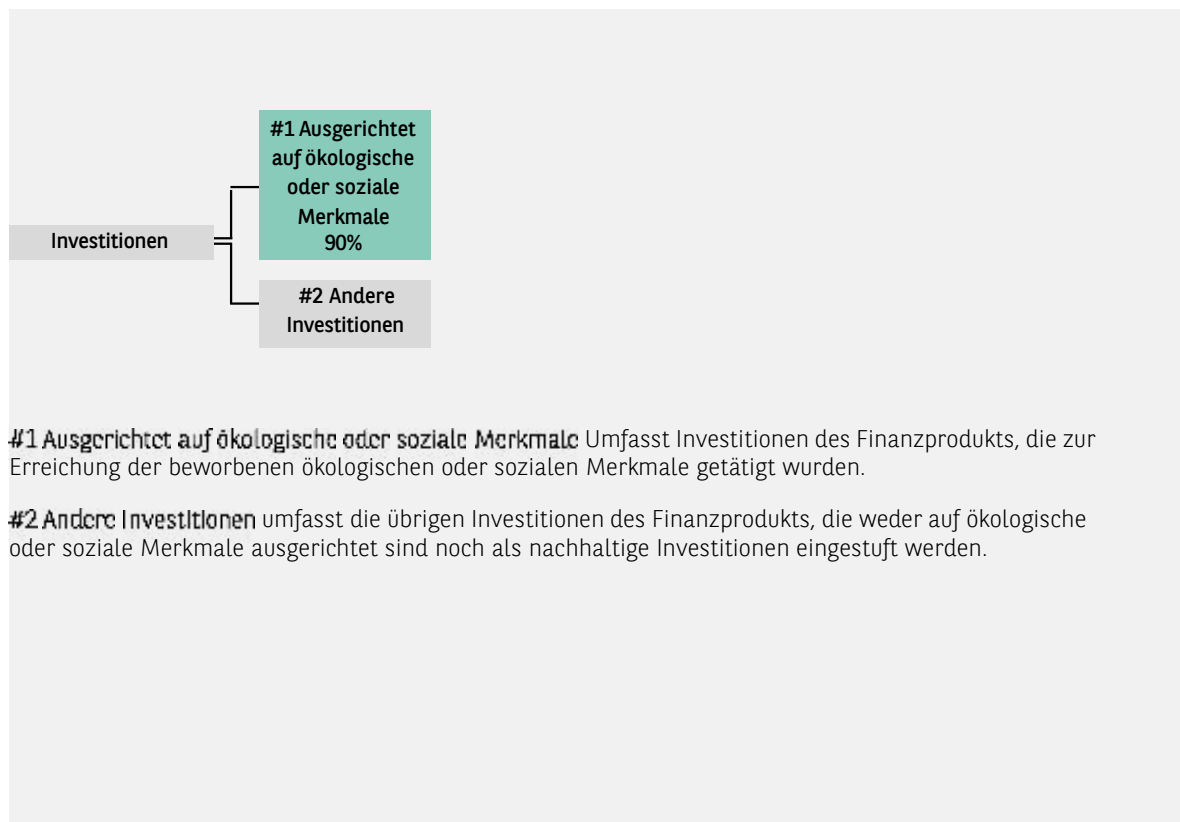 #1 Ausgerichtet
auf ökologische
oder soziale
Merkmale
90%
Investitionen
#2 Andere
Investitionen
#1 Ausgerichtet auf ökologische oder soziale Merkmale Umfasst Investitionen des Finanzprodukts, die zur
Erreichung der beworbenen ökologischen oder sozialen Merkmale getätigt wurden.
#2 Andere Investitionen umfasst die übrigen Investitionen des Finanzprodukts, die weder auf ökologische
oder soziale Merkmale ausgerichtet sind noch als nachhaltige Investitionen eingestuft werden.